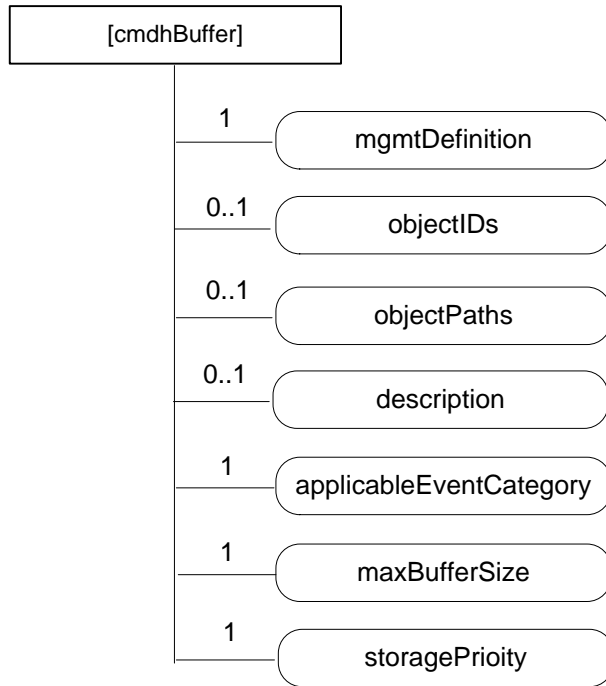 [cmdhBuffer]
1
mgmtDefinition
0..1
objectIDs
0..1
objectPaths
0..1
description
1
applicableEventCategory
1
maxBufferSize
1
storagePrioity